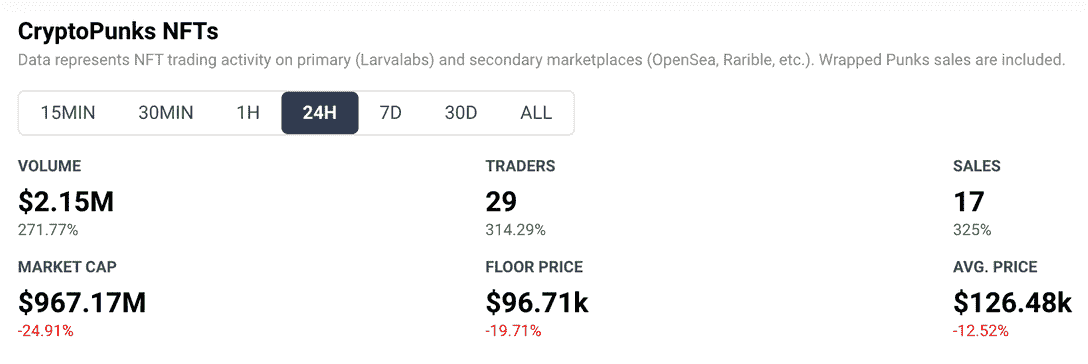 CryptoPunks NFTs
Data represents NFT trading activity on primary (Larvalabs) and secondary marketplaces (OpenSea, Rarible, etc.). Wrapped Punks sales are included.
15MIN 30MIN 1H 24H 7D 30D ALL
VOLUME TRADERS SALES
$2.15M 29 17
271.77% 314.29% 325%
MARKET CAP FLOOR PRICE AVG. PRICE
$967.17M $96.71k $126.48k
-24.91% -19.71% -12.52%